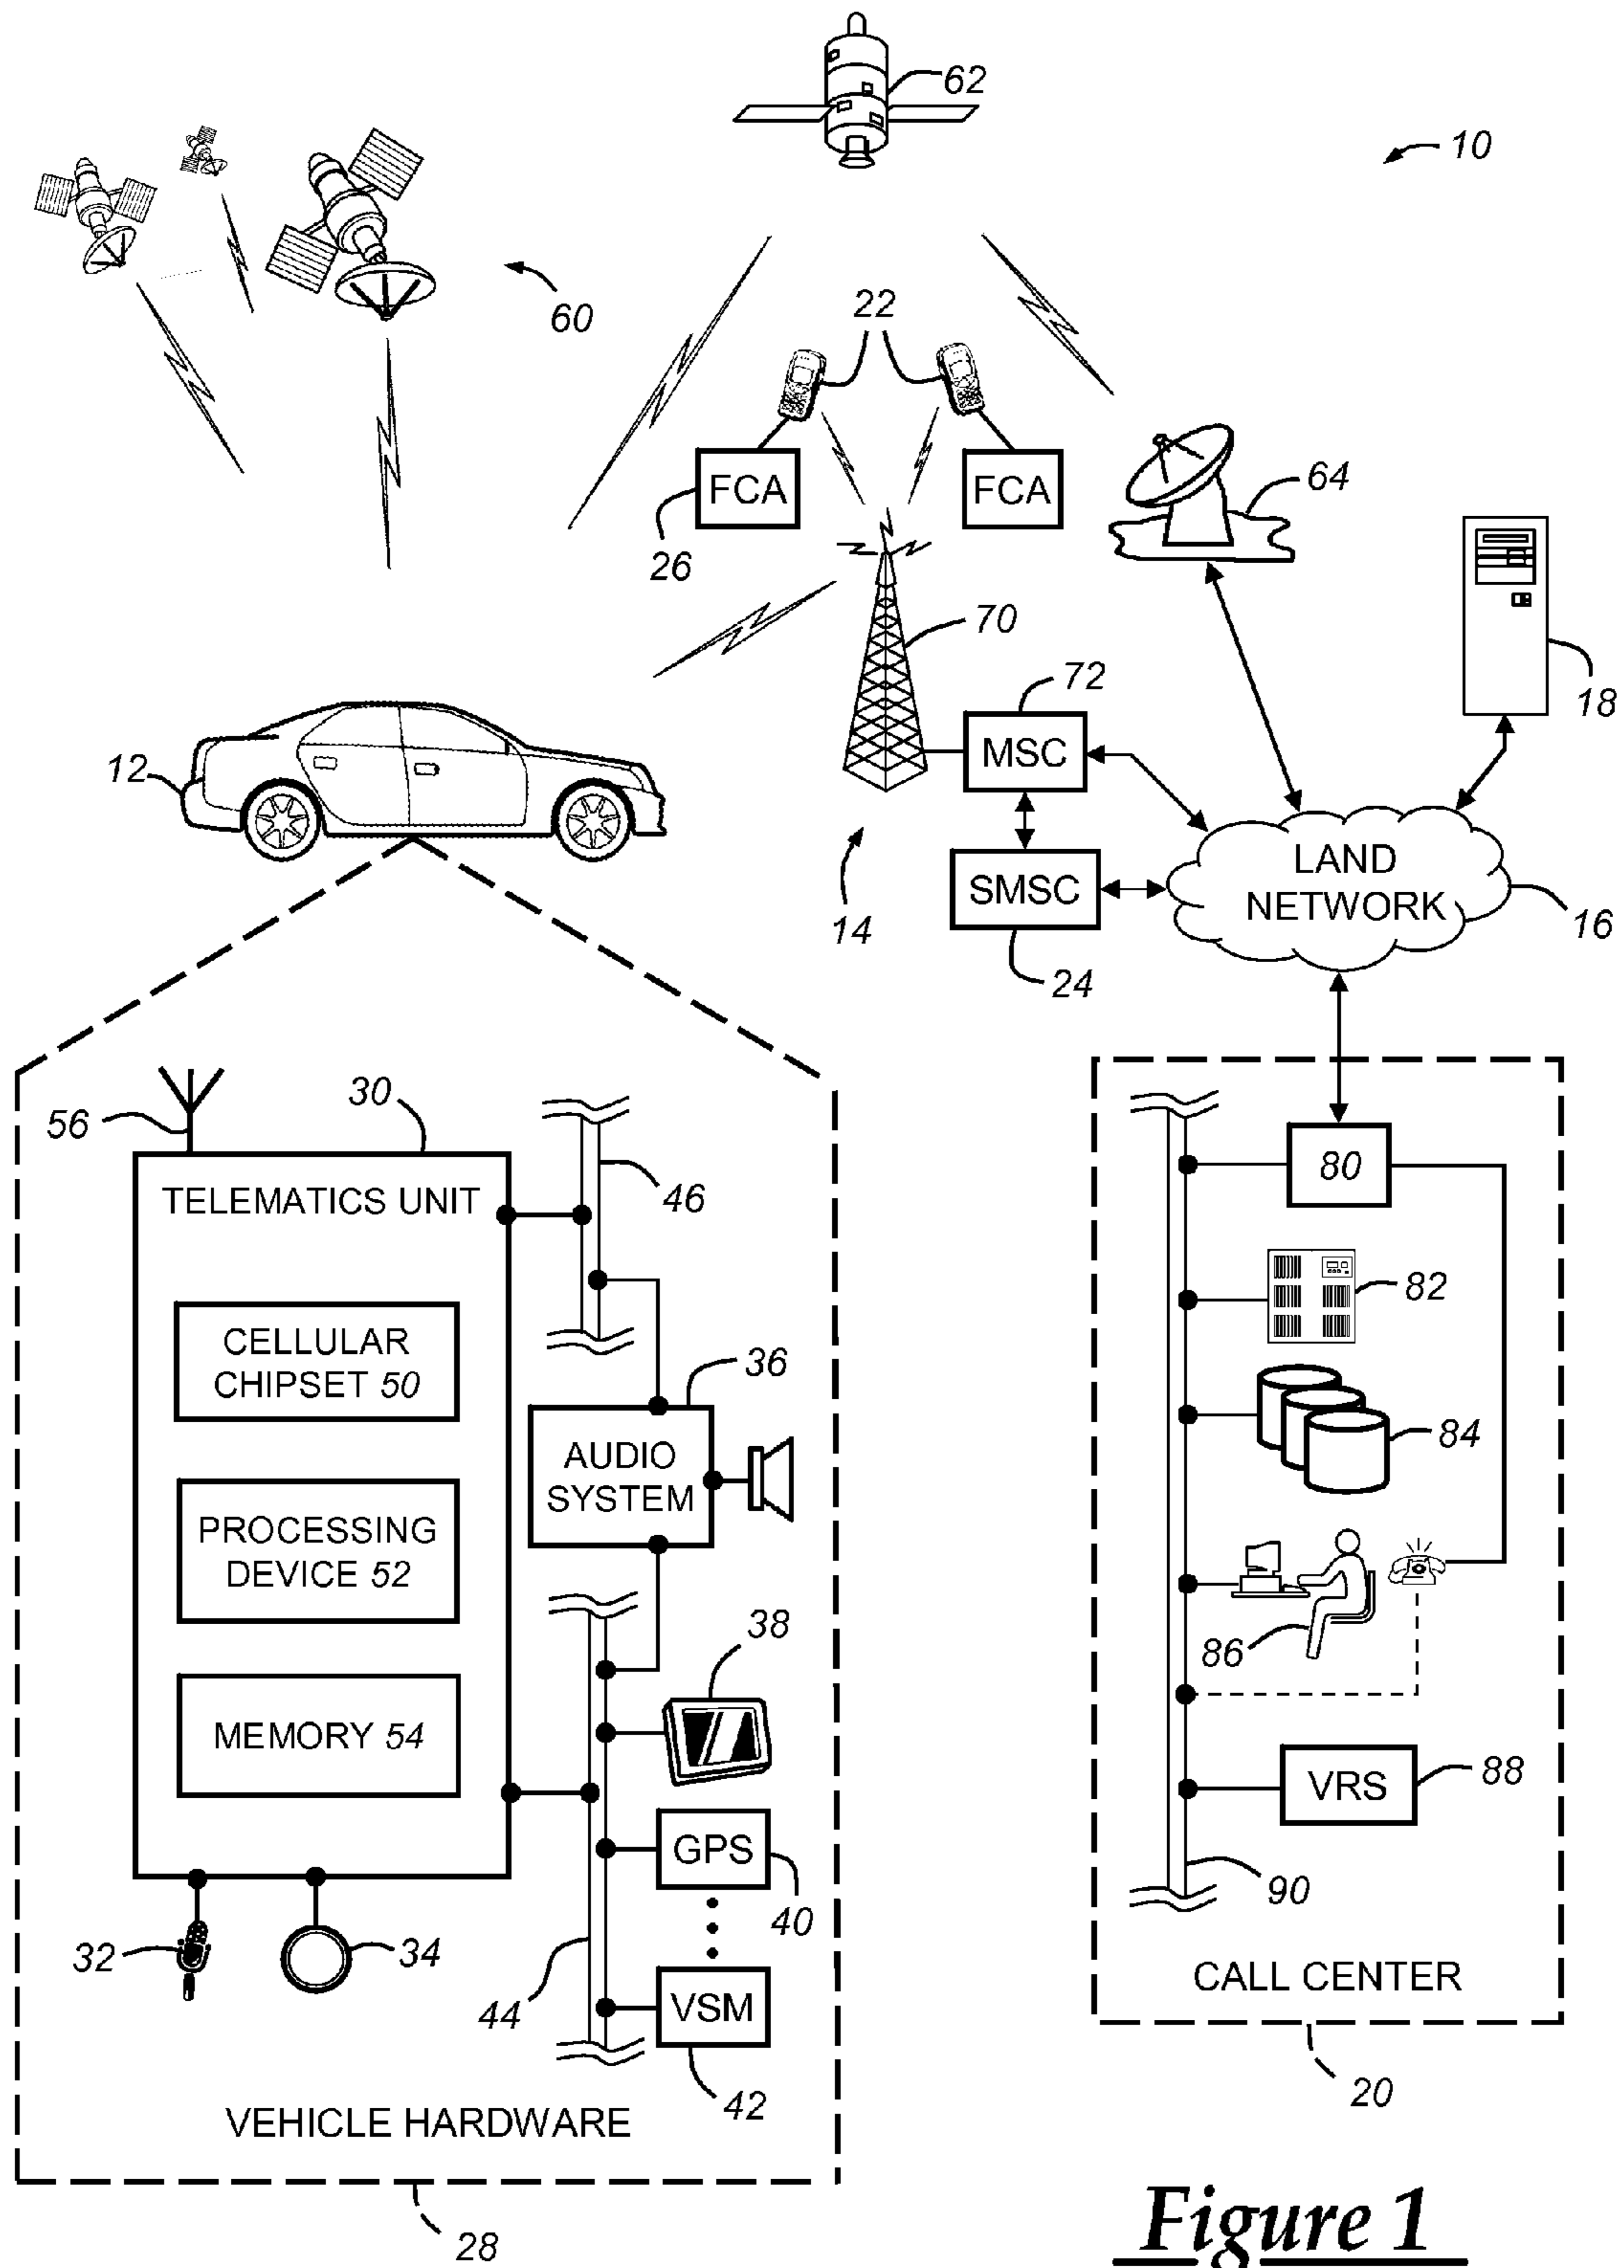 62
10
60
22
FCA
FCA
26
64
70
72
MSC
18
12
LAND
NETWORK
SMSC
14
24
16
56
30
TELEMATICS UNIT
46
CELLULAR
CHIPSET 50
36
AUDIO
SYSTEM
PROCESSING
DEVICE 52
38
MEMORY 54
GPS
40
32
34
44
VSM
42
VEHICLE HARDWARE
28
80
82
84
86
VRS
88
90
CALL CENTER
20
Figure 1